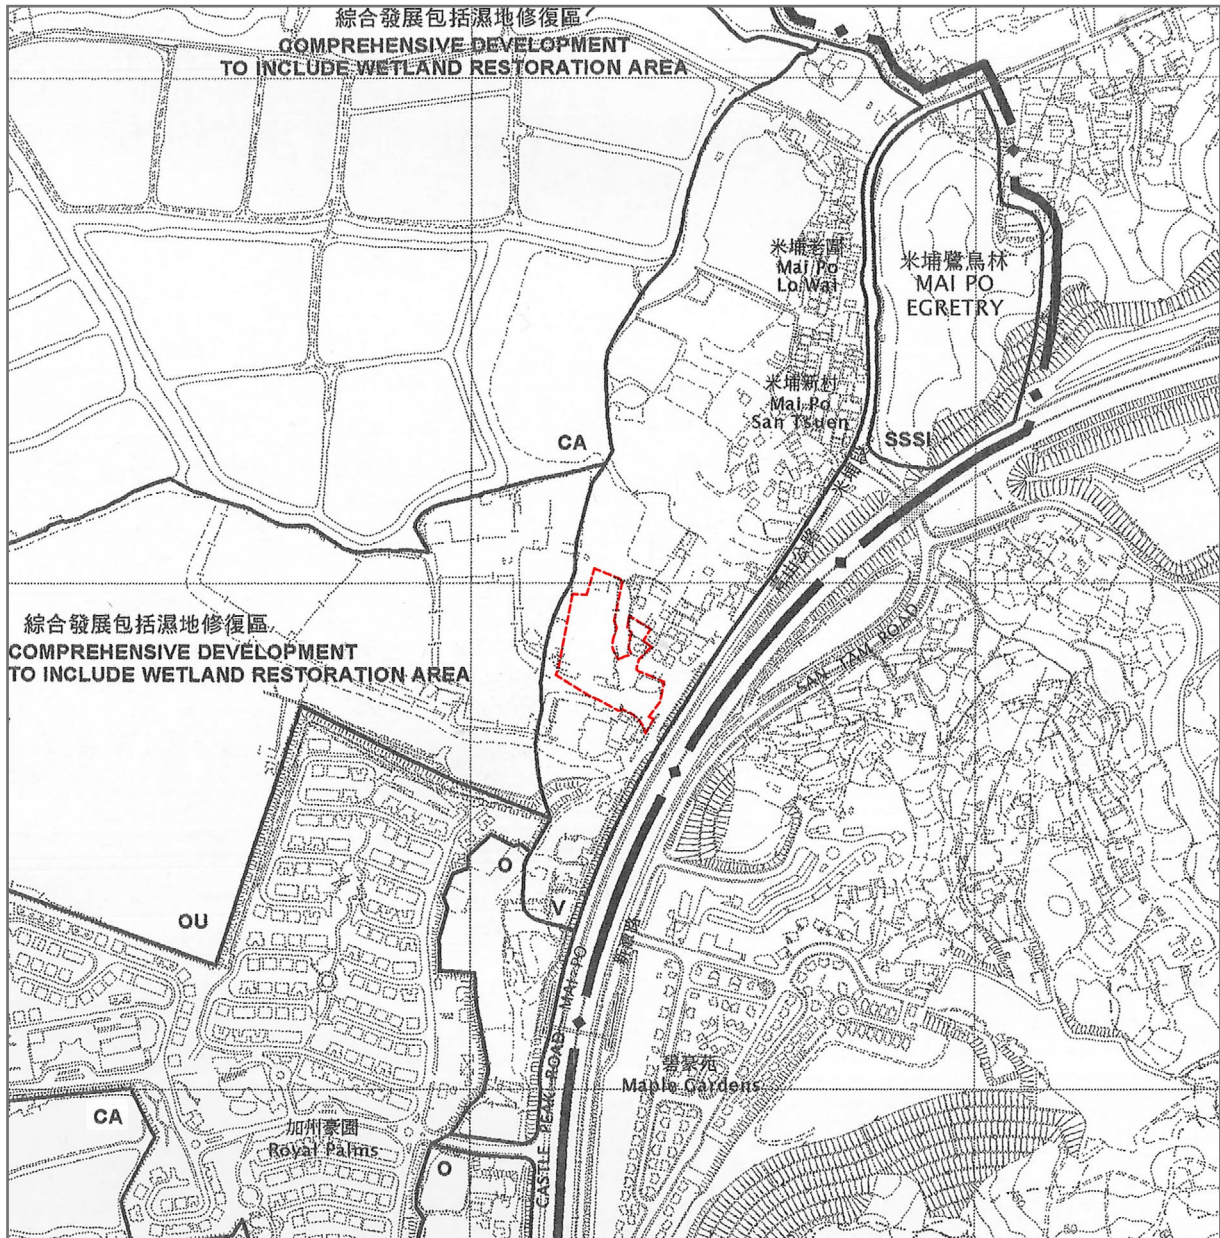 綜合發展包括濕地修復區
COMPREHENSIVE DEVELOPMENT
TO INCLUDE WETLAND RESTORATION AREA
米埔老圍
Mai Po
Lo Wai
米埔鷺鳥林
MAI PO
EGRETRY
米埔新村
Mai Po
San Tsuen
CA
SSSI
綜合發展包括濕地修復區
COMPREHENSIVE DEVELOPMENT
TO INCLUDE WETLAND RESTORATION AREA
SAN TAM ROAD
O
V
OU
CASTLE PEAK ROAD MAI PO
碧豪苑
Maple Gardens
CA
加州豪園
Royal Palms
O